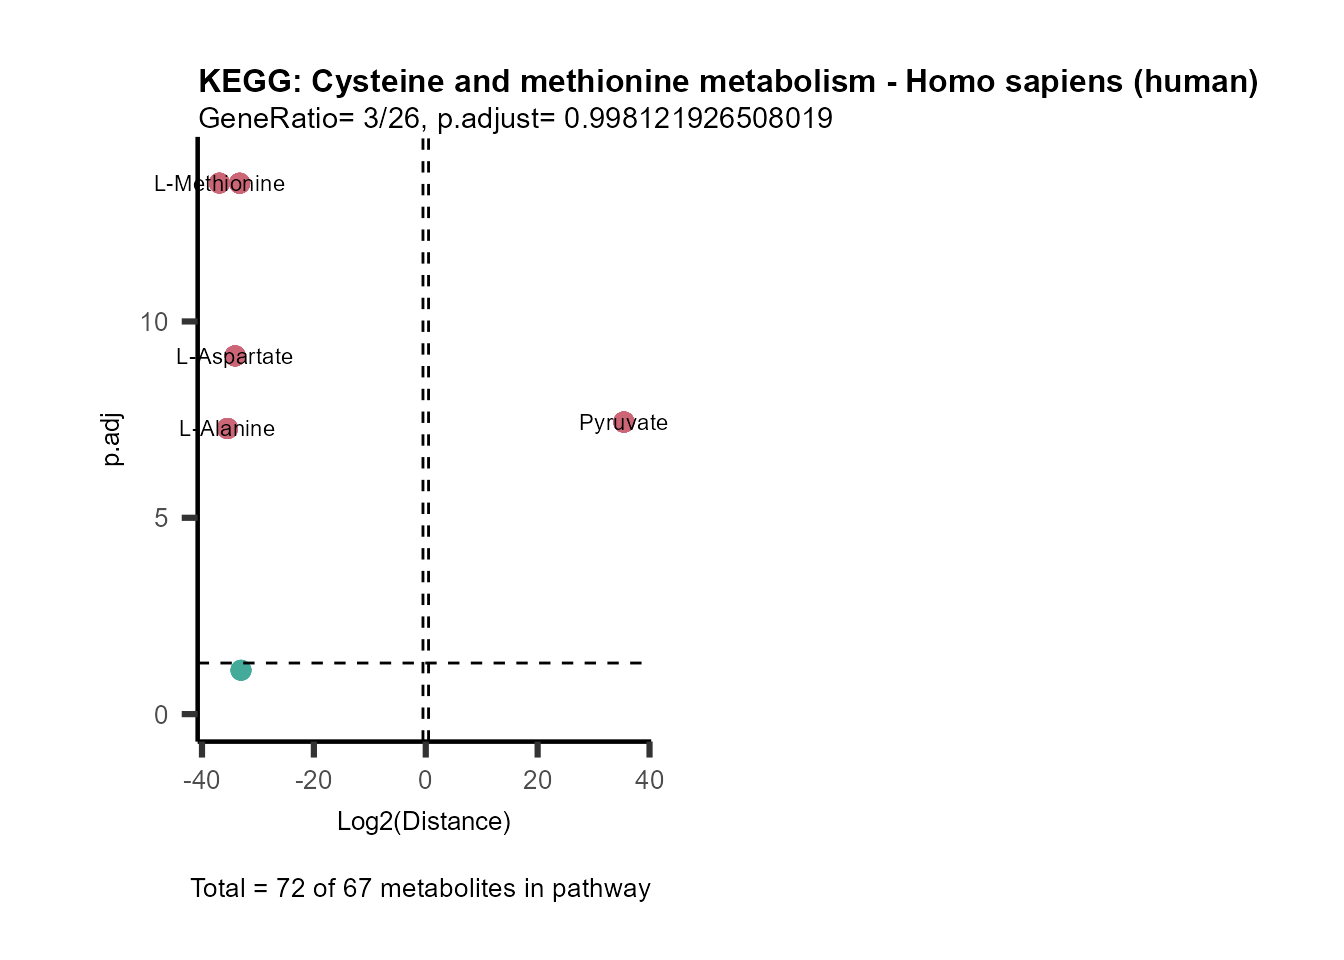 KEGG: Cysteine and methionine metabolism - Homo sapiens (human)
GeneRatio= 3/26, p.adjust= 0.998121926508019
L-Methionine
10
L-Aspartate
Pyruvate
L-Alanine
p.adj
5
0
-40
-20
0
20
40
Log2(Distance)
Total = 72 of 67 metabolites in pathway